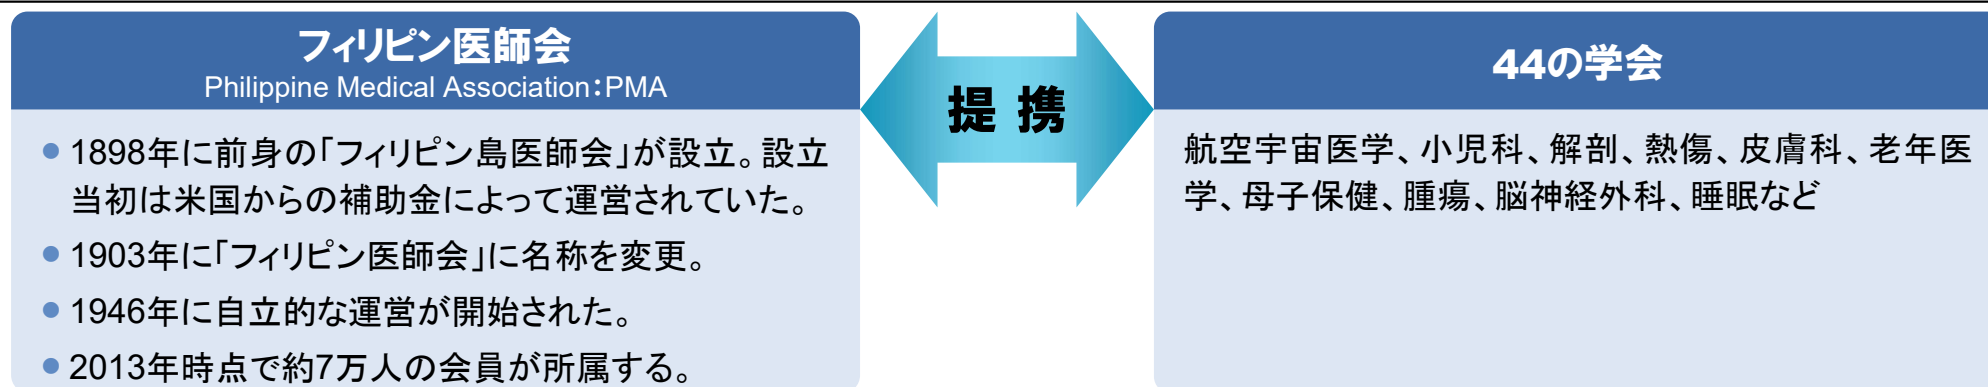 フィリピン医師会
Philippine Medical Association：PMA
● 1898年に前身の「フィリピン島医師会」が設立。設立
当初は米国からの補助金によって運営されていた。
● 1903年に「フィリピン医師会」に名称を変更。
● 1946年に自立的な運営が開始された。
● 2013年時点で約7万人の会員が所属する。
提 携
44の学会
航空宇宙医学、小児科、解剖、熱傷、皮膚科、老年医
学、母子保健、腫瘍、脳神経外科、睡眠など